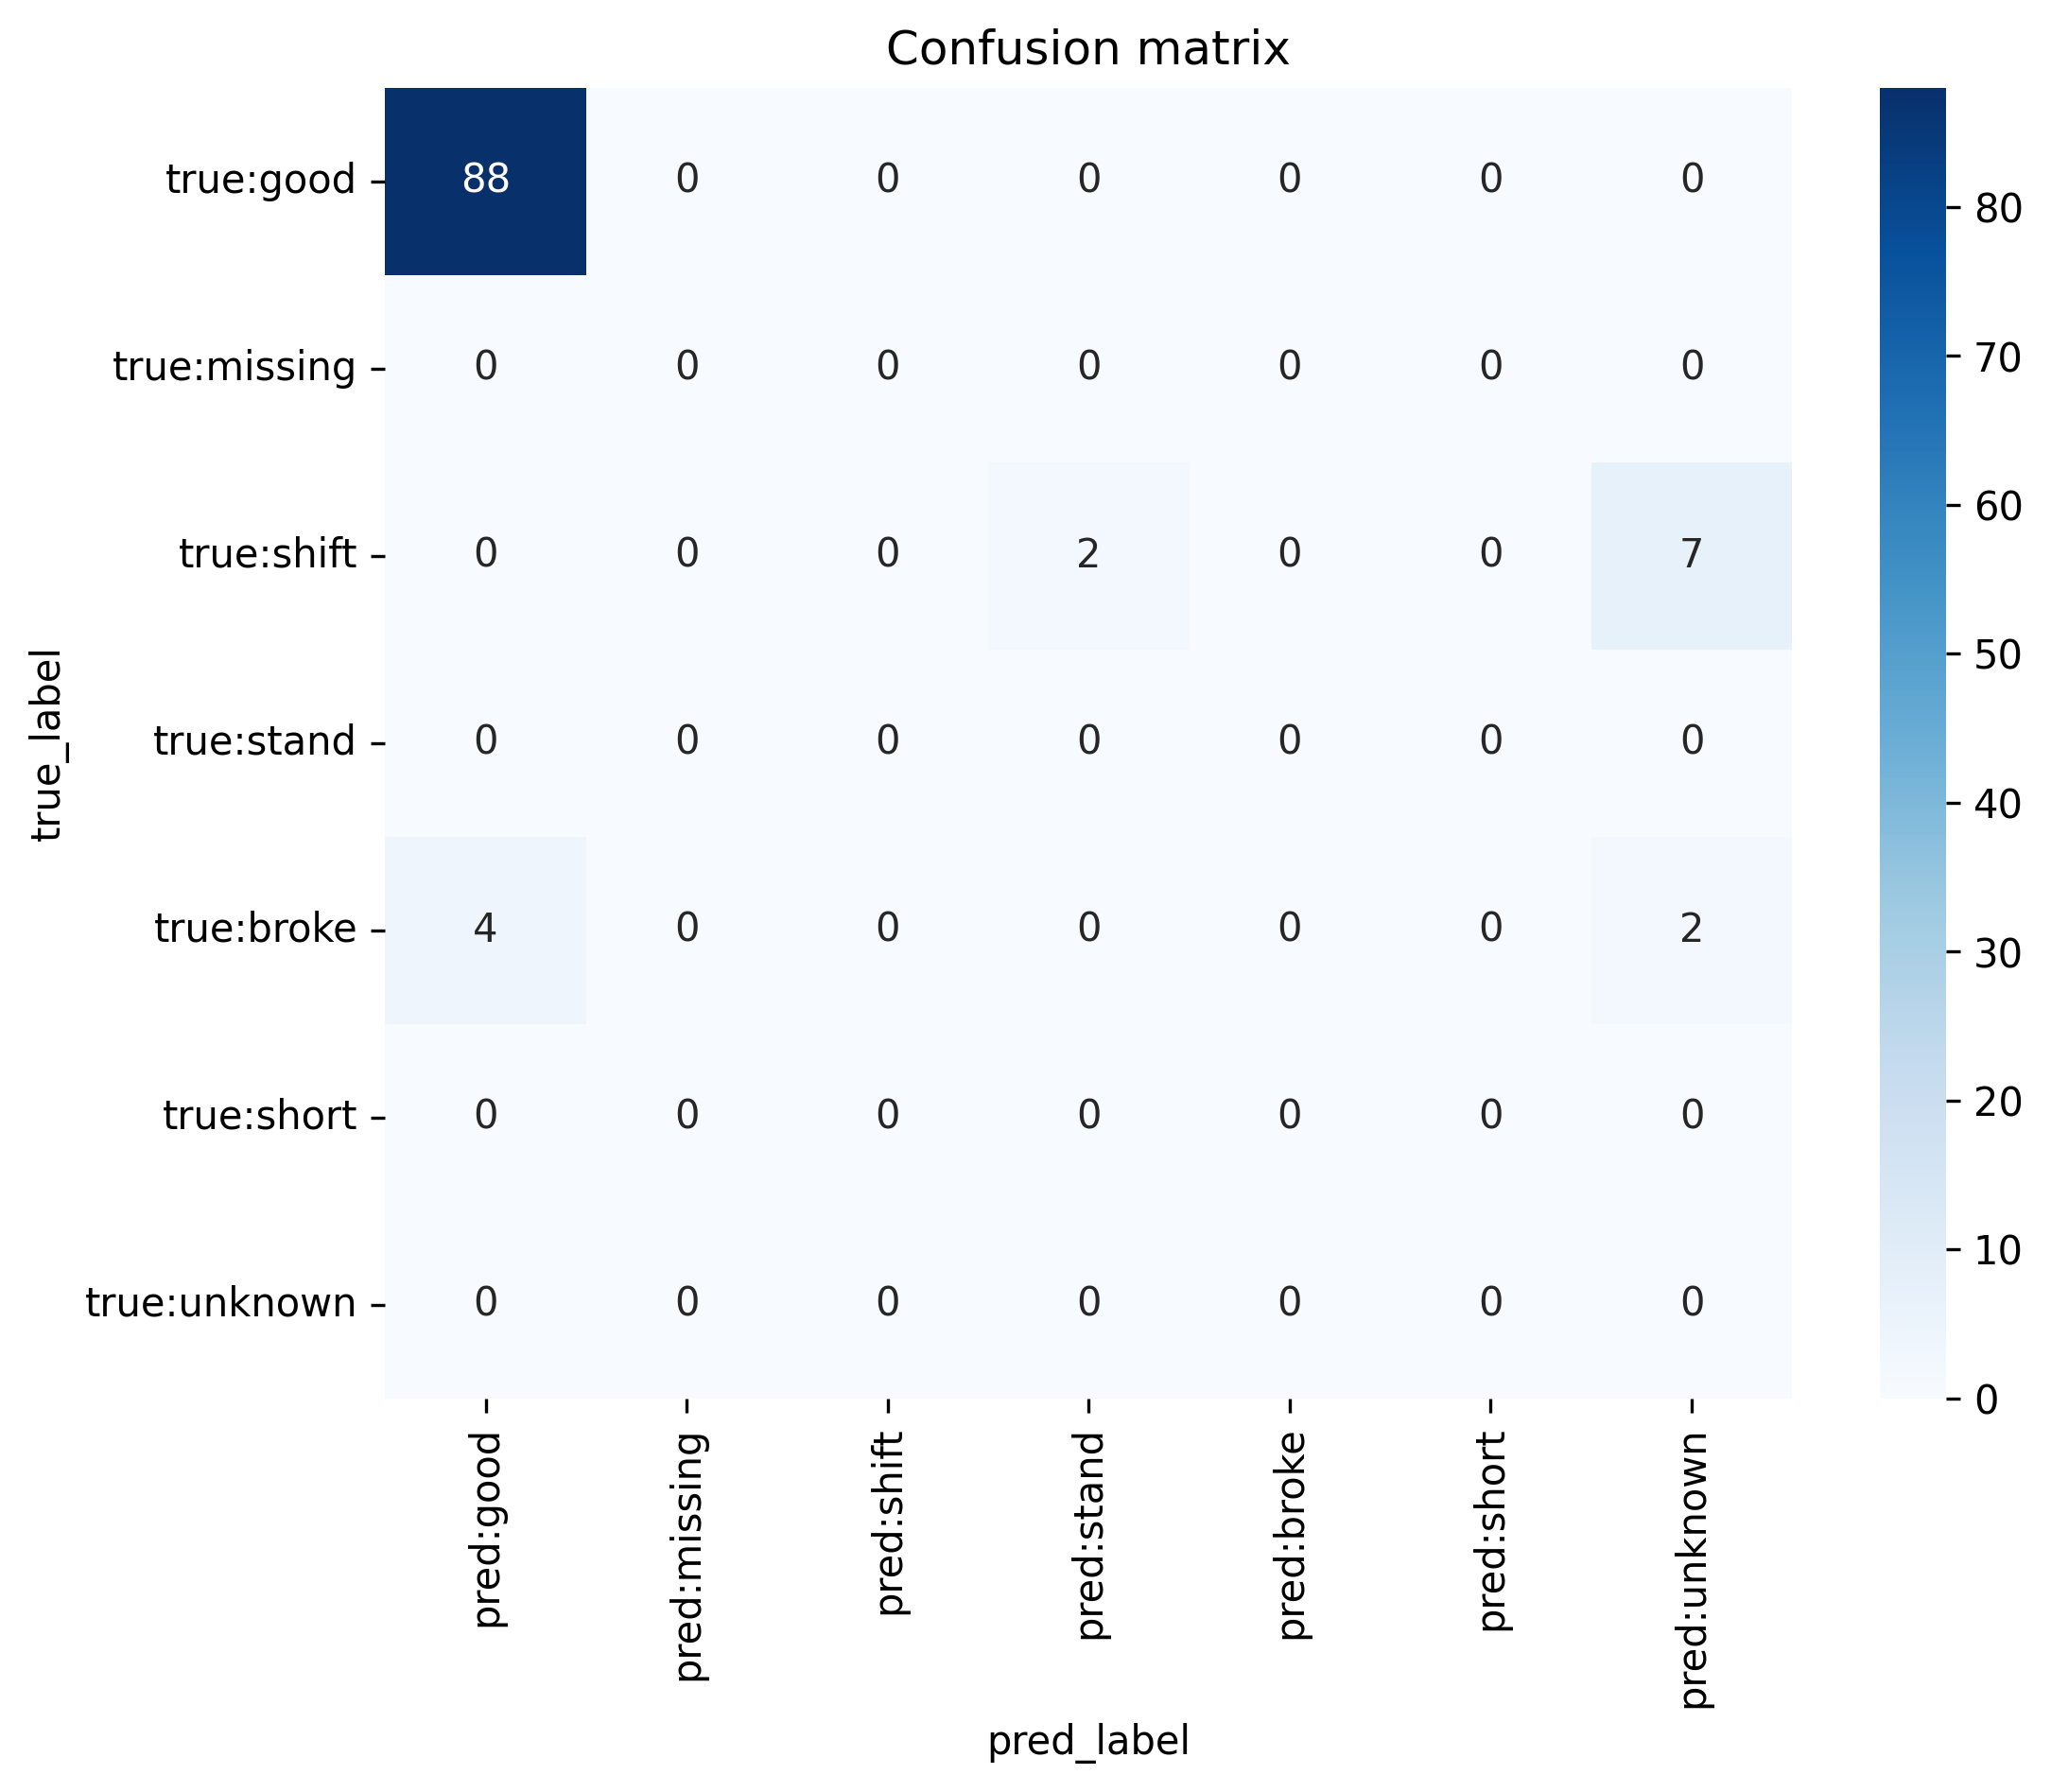 Confusion matrix
true:good 88 0 0 0 0 0 0
true:missing 0 0 0 0 0 0 0
true:shift 0 0 0 2 0 0 7
true:stand 0 0 0 0 0 0 0
true:broke 4 0 0 0 0 0 2
true:short 0 0 0 0 0 0 0
true:unknown 0 0 0 0 0 0 0
true_label
pred:good pred:missing pred:shift pred:stand pred:broke pred:short pred:unknown
pred_label
80
70
60
50
40
30
20
10
0